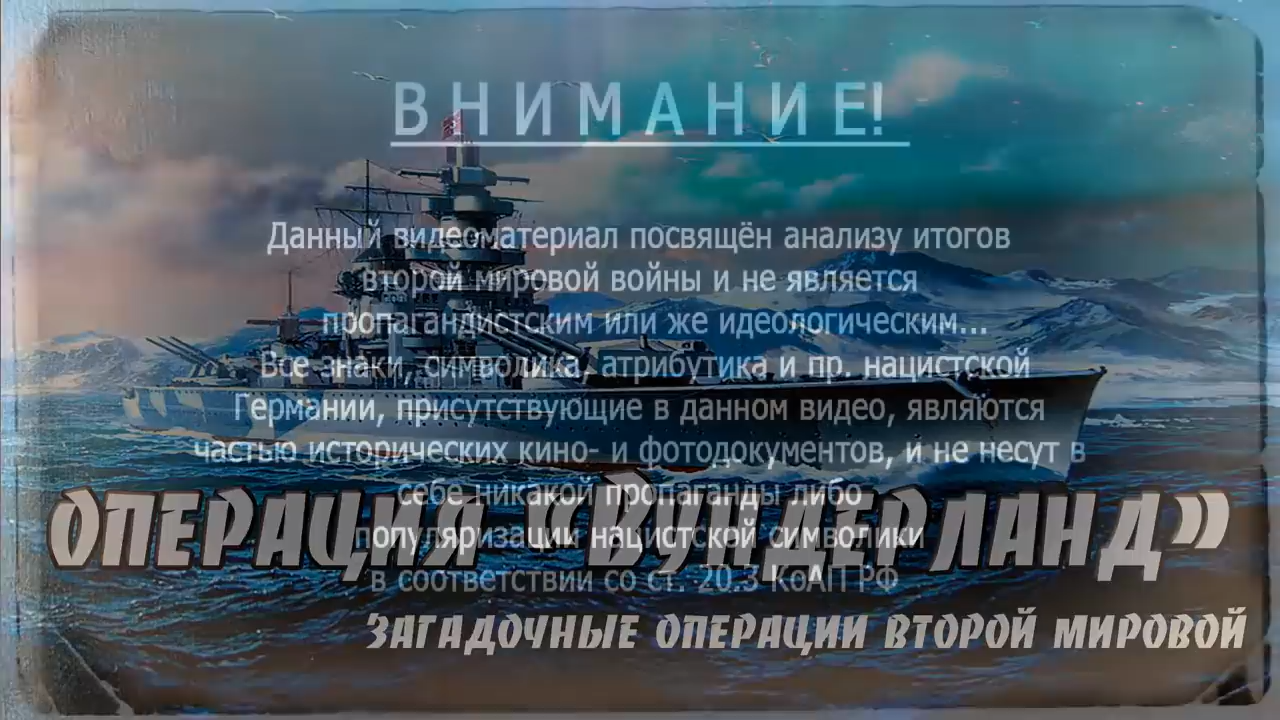 ВНИМАНИЕ!
Данный видеоматериал посвящён анализу итогов
второй мировой войны и не является
пропагандистским или же идеологическим...
Все знаки, символика, атрибутика и пр. нацистской
Германии, присутствующие в данном видео, являются
частью исторических кино- и фотодокументов, и не несут в
себе никакой пропаганды либо
популяризации нацистской символики
в соответствии со ст. 20.3 КоАП РФ
ОПЕРАЦИЯ «ВУНДЕРЛАНД»
ЗАГАДОЧНЫЕ ОПЕРАЦИИ ВТОРОЙ МИРОВОЙ